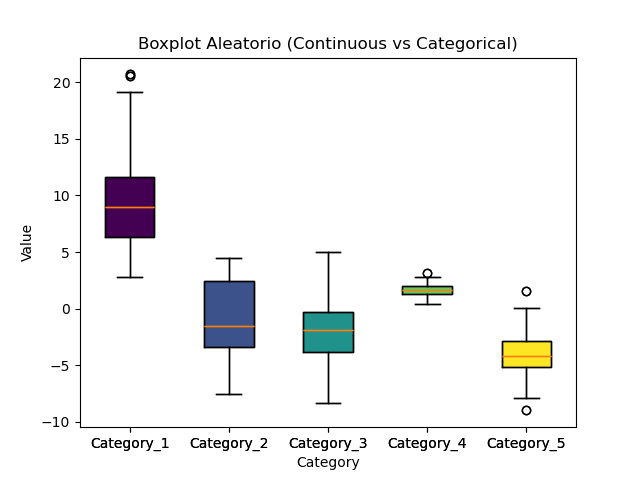 Boxplot Aleatorio (Continuous vs Categorical)
20
15
10
5
0
−5
−10
Value
Category_1 Category_2 Category_3 Category_4 Category_5
Category